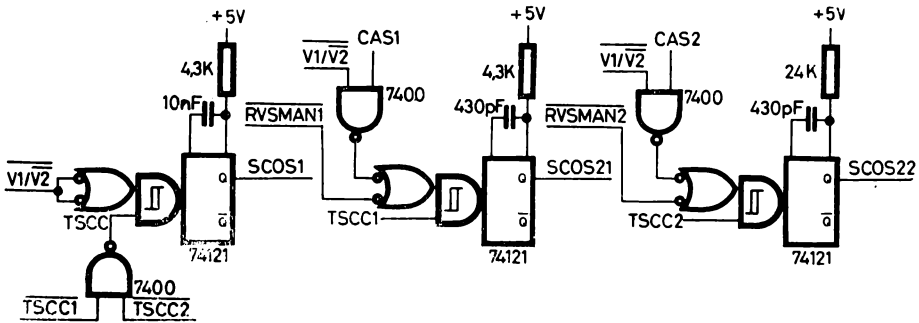 +5V
4,3K
10nF
V1/V2
SCOS1
Q
Q
TSCC
74121
7400
TSCC1
TSCC2
+5V
CAS1
V1/V2
4,3K
7400
430pF
RVSMAN1
SCOS21
Q
Q
TSCC1
74121
+5V
CAS2
V1/V2
24K
7400
430pF
RVSMAN2
SCOS22
Q
Q
TSCC2
74121